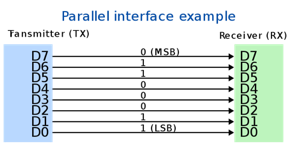 Parallel interface example
Transmitter (TX) Receiver (RX)
D7 0 (MSB) D7
D6 1 D6
D5 1 D5
D4 0 D4
D3 0 D3
D2 0 D2
D1 1 D1
D0 1 (LSB) D0